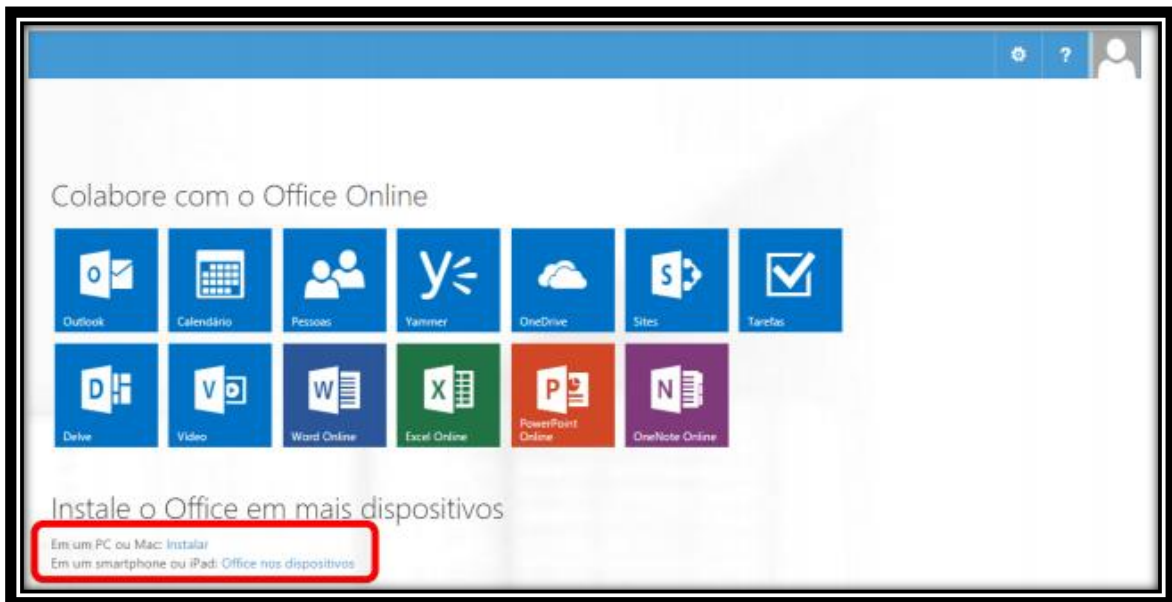 ?
Colabore com o Office Online
Outlook
Calendário
Pessoas
Yammer
OneDrive
Sites
Tarefas
Delve
Video
Word Online
Excel Online
PowerPoint
Online
OneNote Online
Instale o Office em mais dispositivos
Em um PC ou Mac: Instalar
Em um smartphone ou iPad: Office nos dispositivos